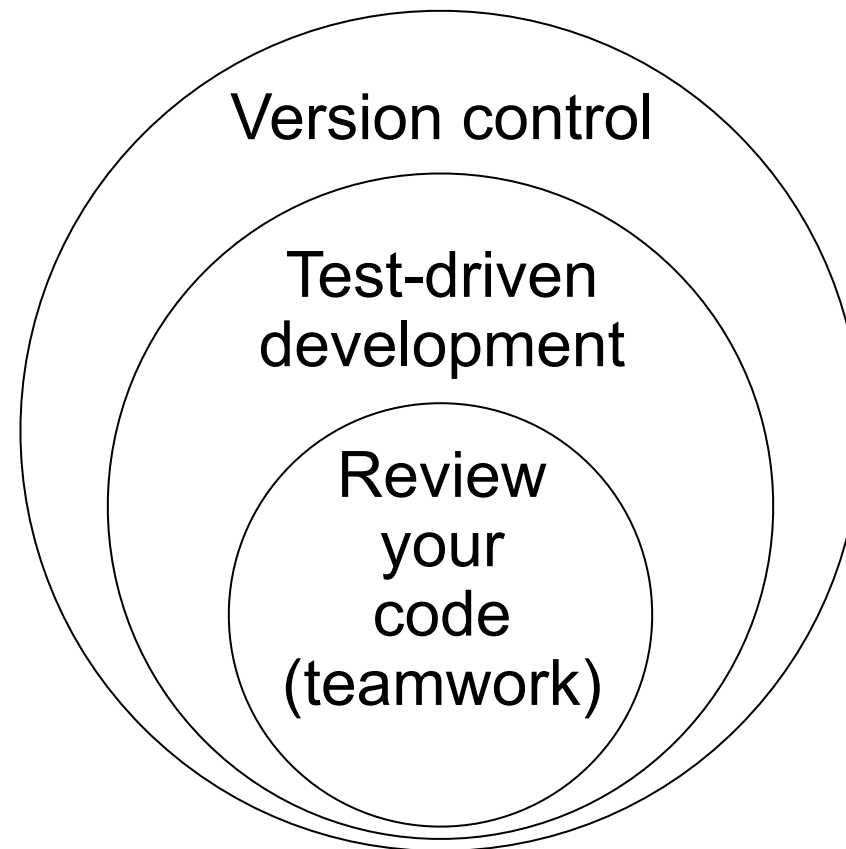 Version control
Test-driven
development
Review
your
code
(teamwork)